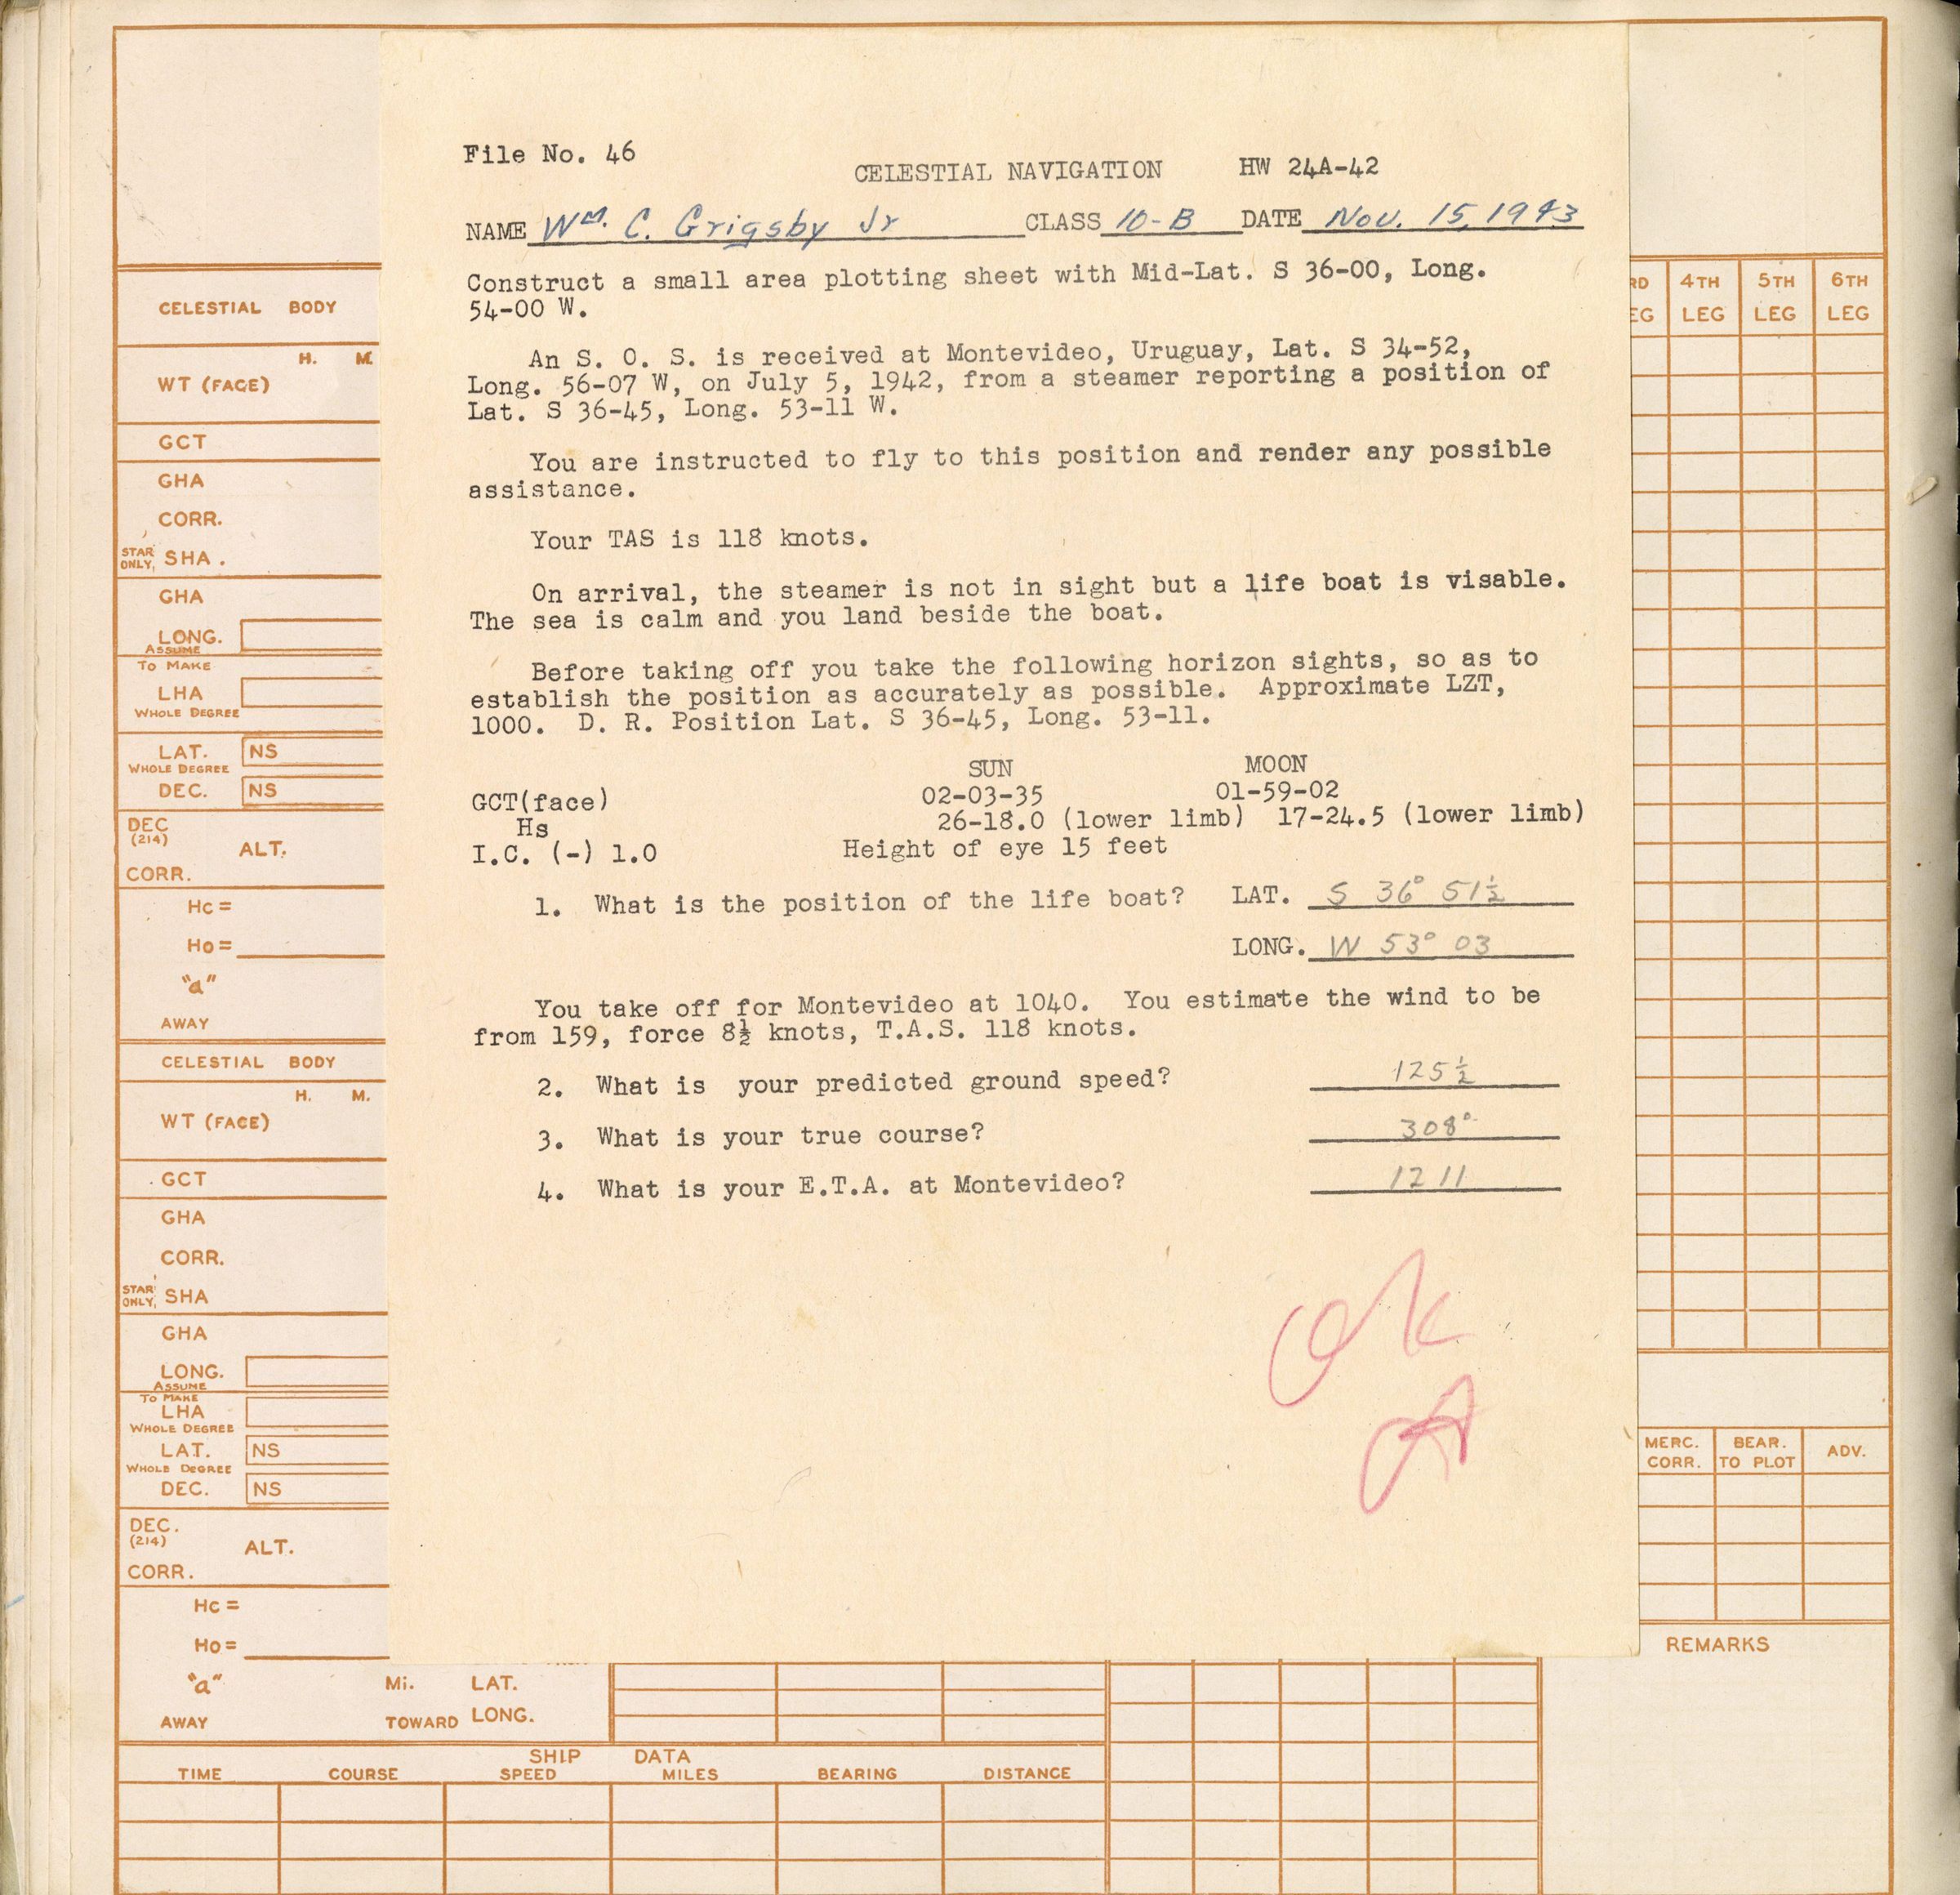 File No. 46
CELESTIAL NAVIGATION HW 24A-42
NAME Wm. C. Grigsby Jr CLASS 10-B DATE Nov. 15, 1943
Construct a small area plotting sheet with Mid-Lat. S 36-00, Long.
54-00 W.
An S. O. S. is received at Montevideo, Uruguay, Lat. S 34-52,
Long. 56-07 W, on July 5, 1942, from a steamer reporting a position of
Lat. S 36-45, Long. 53-11 W.
You are instructed to fly to this position and render any possible
assistance.
Your TAS is 118 knots.
On arrival, the steamer is not in sight but a life boat is visable.
The sea is calm and you land beside the boat.
Before taking off you take the following horizon sights, so as to
establish the position as accurately as possible. Approximate LZT,
1000. D. R. Position Lat. S 36-45, Long. 53-11.
SUN MOON
GCT(face) 02-03-35 01-59-02
Hs 26-18.0 (lower limb) 17-24.5 (lower limb)
I.C. (-) 1.0 Height of eye 15 feet
1. What is the position of the life boat? LAT. S 36° 51½
LONG. W 53° 03
You take off for Montevideo at 1040. You estimate the wind to be
from 159, force 8½ knots, T.A.S. 118 knots.
2. What is your predicted ground speed? 125½
3. What is your true course? 308°
4. What is your E.T.A. at Montevideo? 1211
OK
A
CELESTIAL BODY
H. M.
WT (FACE)
GCT
GHA
CORR.
STAR ONLY, SHA .
GHA
LONG.
ASSUME
TO MAKE
LHA
WHOLE DEGREE
LAT. NS
WHOLE DEGREE
DEC. NS
DEC
(214) ALT.
CORR.
Hc =
Ho =
"a"
AWAY
CELESTIAL BODY
H. M.
WT (FACE)
GCT
GHA
CORR.
STAR ONLY, SHA
GHA
LONG.
ASSUME
TO MAKE
LHA
WHOLE DEGREE
LAT. NS
WHOLE DEGREE
DEC. NS
DEC.
(214) ALT.
CORR.
Hc =
Ho =
"a" Mi. LAT.
AWAY TOWARD LONG.
SHIP DATA
TIME COURSE SPEED MILES BEARING DISTANCE
RD 4TH 5TH 6TH
EG LEG LEG LEG
MERC. BEAR. ADV.
CORR. TO PLOT
REMARKS